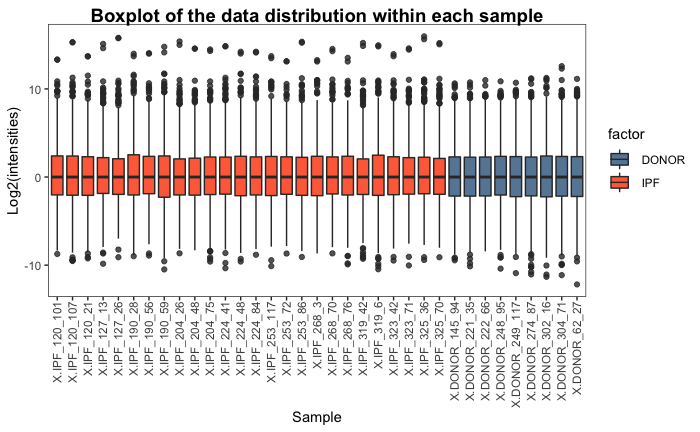 Boxplot of the data distribution within each sample
Log2(intensities)
10
0
-10
X.IPF_120_101
X.IPF_120_107
X.IPF_120_21
X.IPF_127_13
X.IPF_127_26
X.IPF_190_28
X.IPF_190_56
X.IPF_190_59
X.IPF_204_26
X.IPF_204_48
X.IPF_204_75
X.IPF_224_41
X.IPF_224_48
X.IPF_224_84
X.IPF_253_117
X.IPF_253_72
X.IPF_253_86
X.IPF_268_3
X.IPF_268_70
X.IPF_268_76
X.IPF_319_42
X.IPF_319_6
X.IPF_323_42
X.IPF_323_71
X.IPF_325_36
X.IPF_325_70
X.DONOR_145_94
X.DONOR_221_35
X.DONOR_222_66
X.DONOR_248_95
X.DONOR_249_117
X.DONOR_274_87
X.DONOR_302_16
X.DONOR_304_71
X.DONOR_62_27
Sample
factor
DONOR
IPF